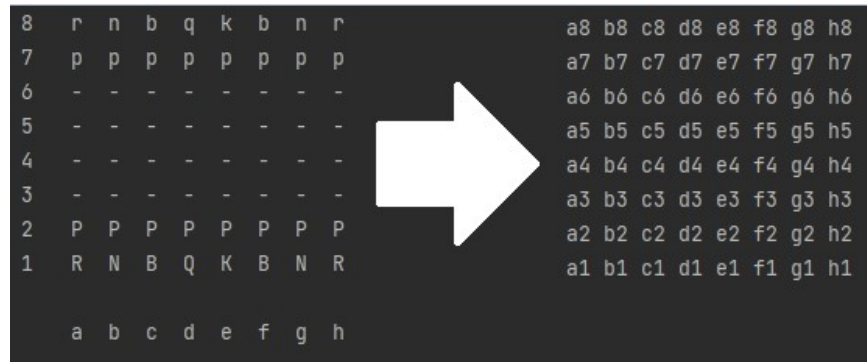 8 r n b q k b n r
7 p p p p p p p p
6 - - - - - - - -
5 - - - - - - - -
4 - - - - - - - -
3 - - - - - - - -
2 P P P P P P P P
1 R N B Q K B N R
a b c d e f g h
a8 b8 c8 d8 e8 f8 g8 h8
a7 b7 c7 d7 e7 f7 g7 h7
a6 b6 c6 d6 e6 f6 g6 h6
a5 b5 c5 d5 e5 f5 g5 h5
a4 b4 c4 d4 e4 f4 g4 h4
a3 b3 c3 d3 e3 f3 g3 h3
a2 b2 c2 d2 e2 f2 g2 h2
a1 b1 c1 d1 e1 f1 g1 h1